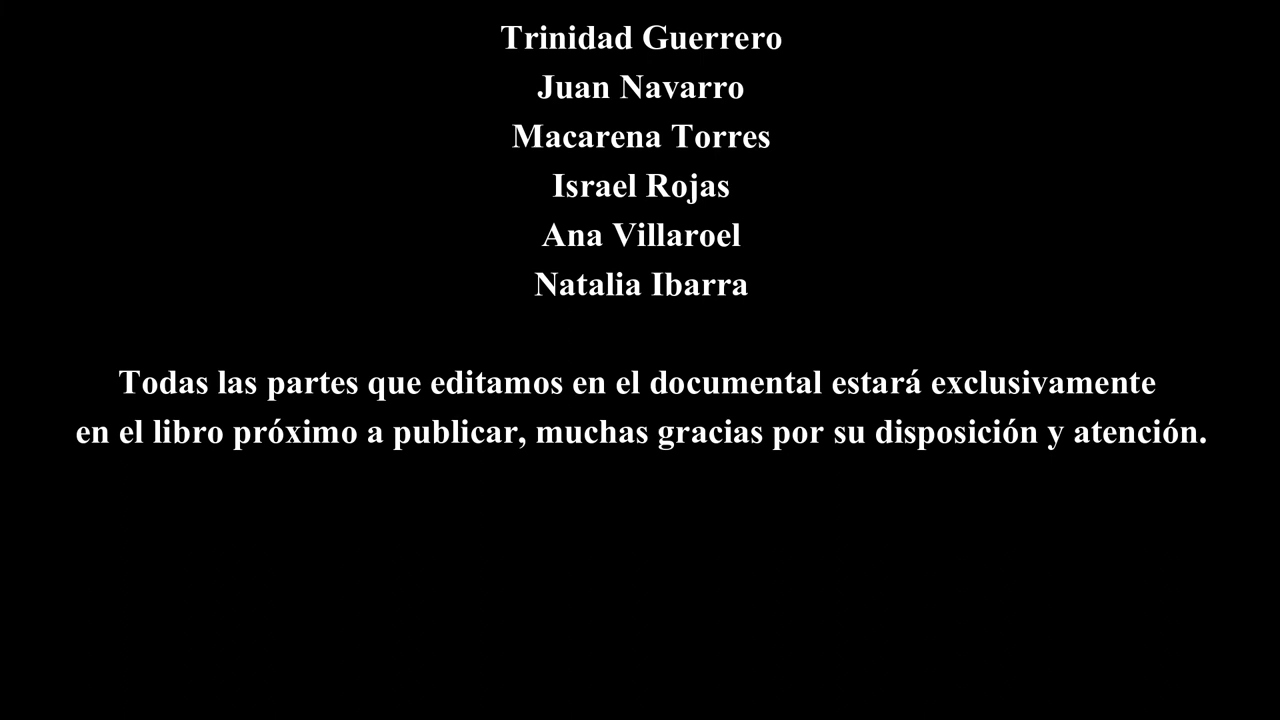 Trinidad Guerrero
Juan Navarro
Macarena Torres
Israel Rojas
Ana Villaroel
Natalia Ibarra
Todas las partes que editamos en el documental estará exclusivamente
en el libro próximo a publicar, muchas gracias por su disposición y atención.